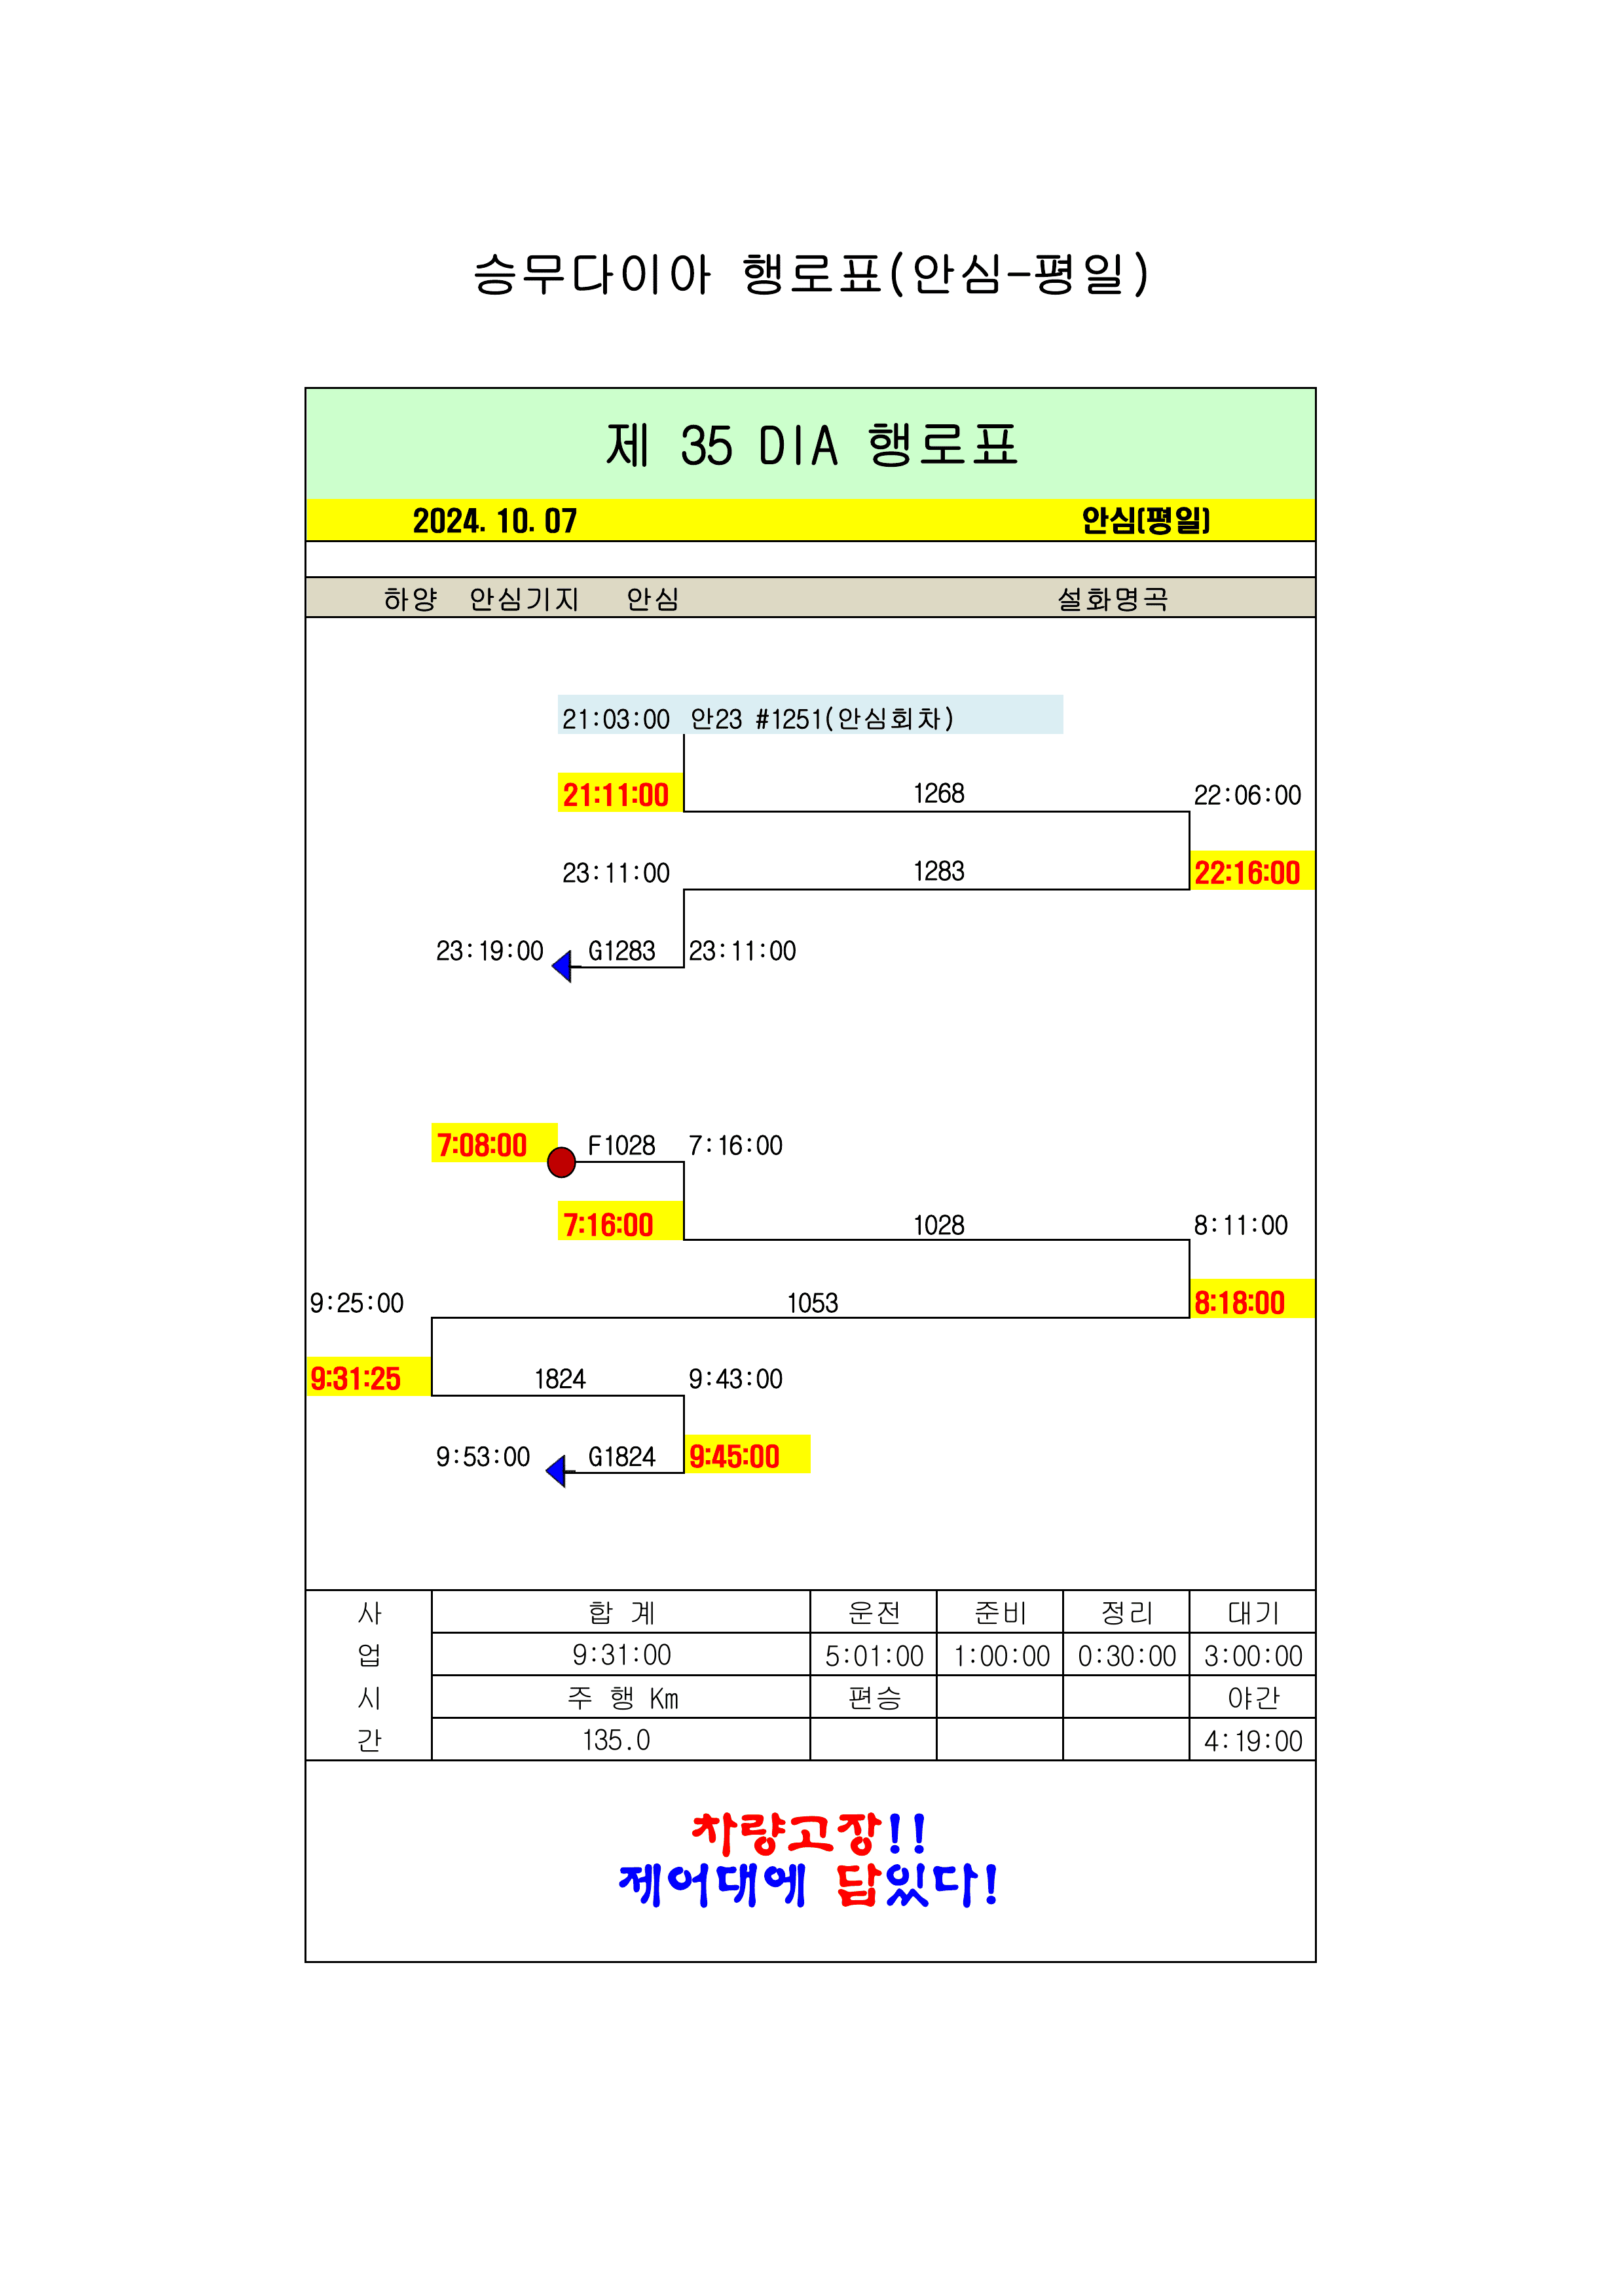 승무다이아 행로표(안심-평일)
제 35 DIA 행로표
2024. 10. 07 안심(평일)
하양 안심기지 안심 설화명곡
21:03:00 안23 #1251(안심회차)
21:11:00 1268 22:06:00
23:11:00 1283 22:16:00
23:19:00 G1283 23:11:00
7:08:00 F1028 7:16:00
7:16:00 1028 8:11:00
9:25:00 1053 8:18:00
9:31:25 1824 9:43:00
9:53:00 G1824 9:45:00
사 합 계 운전 준비 정리 대기
업 9:31:00 5:01:00 1:00:00 0:30:00 3:00:00
시 주 행 Km 편승 야간
간 135.0 4:19:00
차량고장!!
제어대에 답있다!